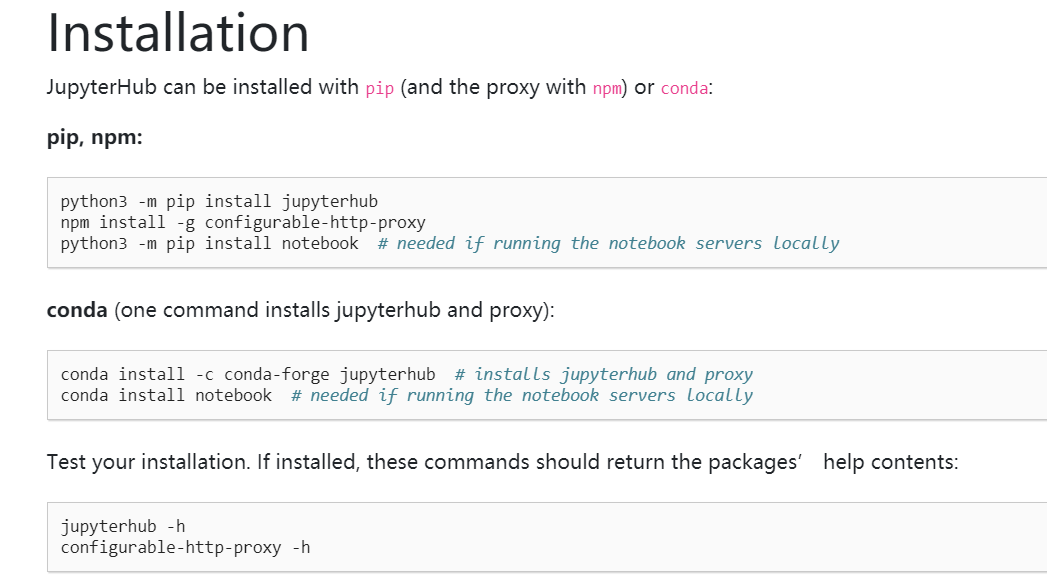 Installation
JupyterHub can be installed with pip (and the proxy with npm) or conda:
pip, npm:
python3 -m pip install jupyterhub
npm install -g configurable-http-proxy
python3 -m pip install notebook  # needed if running the notebook servers locally
conda (one command installs jupyterhub and proxy):
conda install -c conda-forge jupyterhub  # installs jupyterhub and proxy
conda install notebook  # needed if running the notebook servers locally
Test your installation. If installed, these commands should return the packages’ help contents:
jupyterhub -h
configurable-http-proxy -h